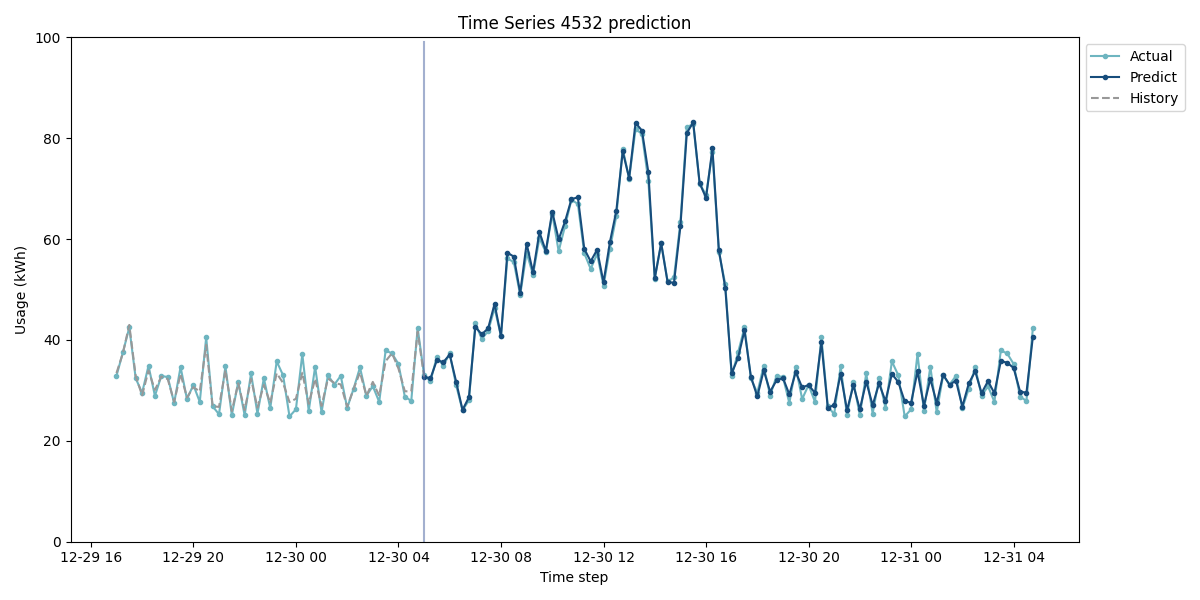 Time Series 4532 prediction
Usage (kWh)
100
80
60
40
20
0
12-29 16
12-29 20
12-30 00
12-30 04
12-30 08
12-30 12
12-30 16
12-30 20
12-31 00
12-31 04
Time step
Actual
Predict
History